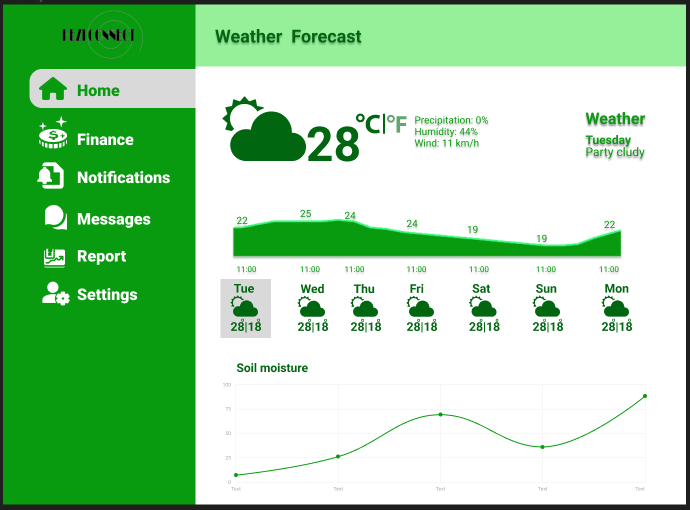 Weather Forecast
Home
Finance
Notifications
Messages
Report
Settings
28°C|°F
Precipitation: 0%
Humidity: 44%
Wind: 11 km/h
Weather
Tuesday
Party cludy
22 25 24 24 19 19 22
11:00 11:00 11:00 11:00 11:00 11:00 11:00
Tue Wed Thu Fri Sat Sun Mon
28|18 28|18 28|18 28|18 28|18 28|18 28|18
Soil moisture
100
75
50
25
0
Text Text Text Text Text